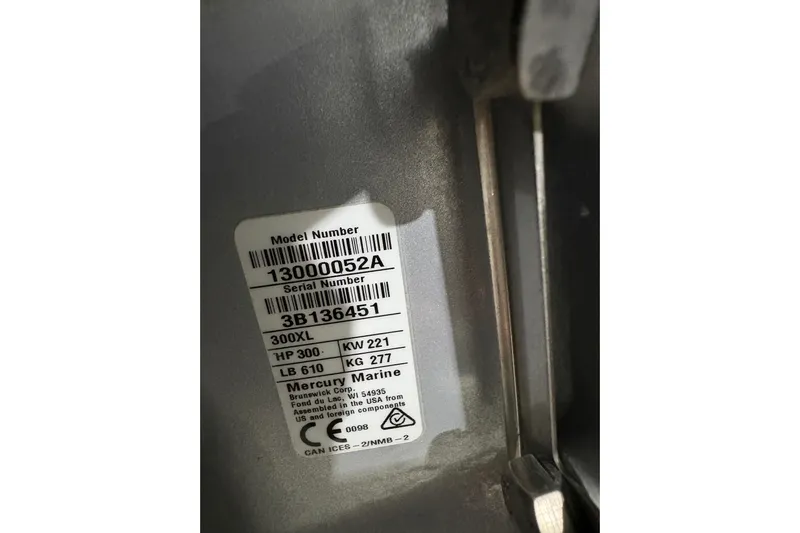 Model Number
13000052A
Serial Number
3B136451
300XL
HP 300 KW 221
LB 610 KG 277
Mercury Marine
Brunswick Corp.
Fond du Lac, WI 54935
Assembled in the USA from
US and foreign components
CE 0098
CAN ICES-2/NMB-2